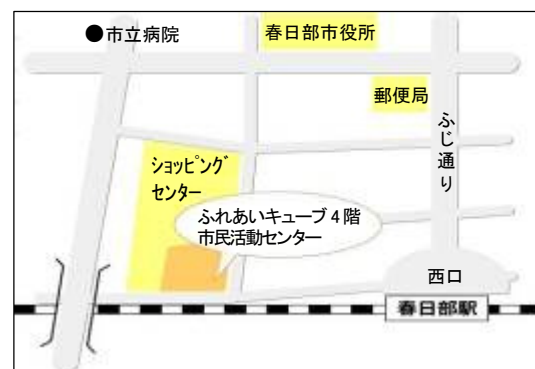 ●市立病院
春日部市役所
郵便局
ふじ通り
ショッピング
センター
ふれあいキューブ4階
市民活動センター
西口
春日部駅